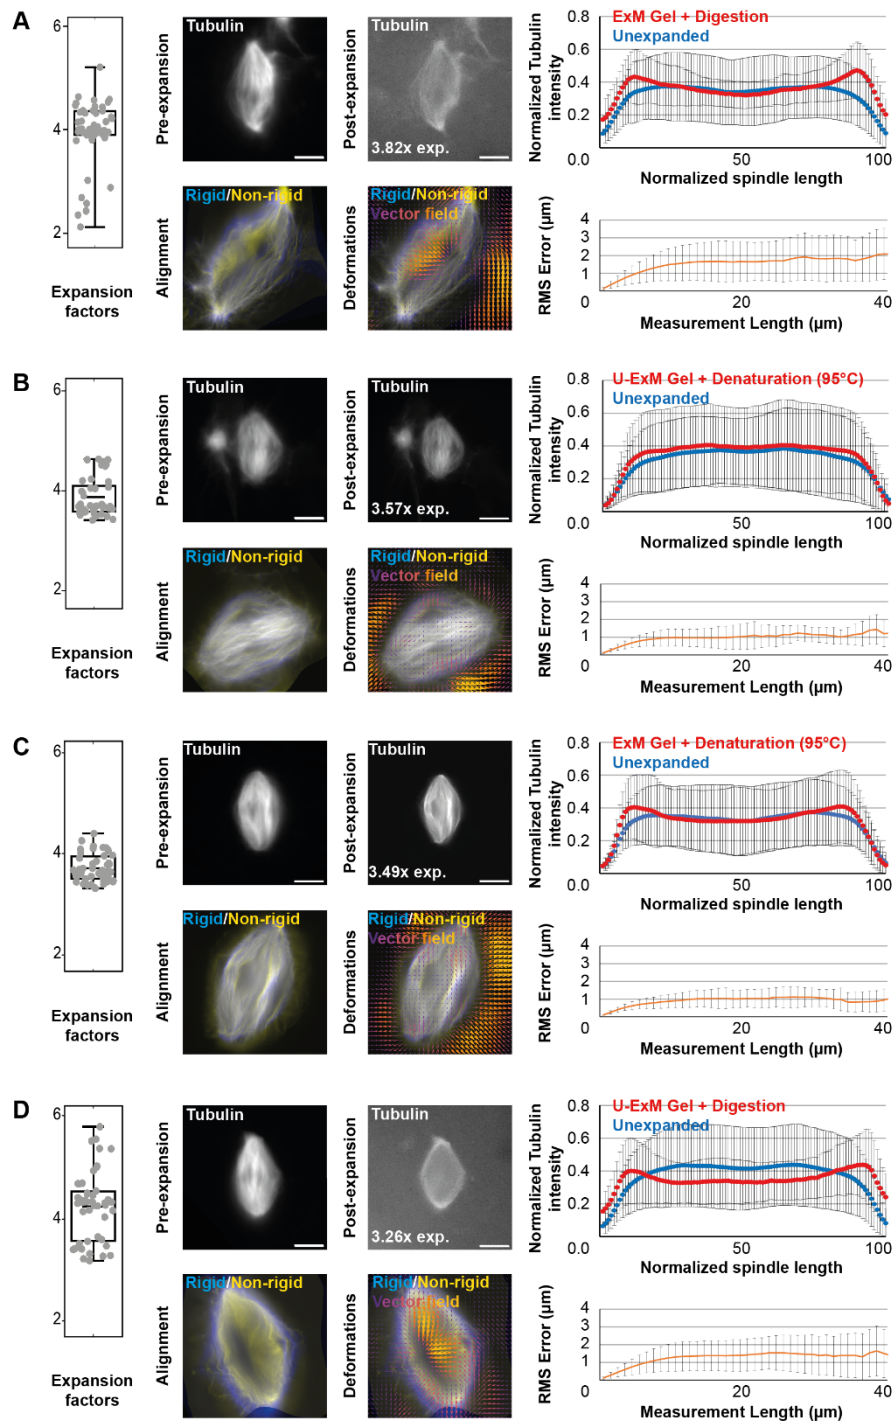 A
6
4
2
Expansion
factors
Pre-expansion
Tubulin
Post-expansion
Tubulin
3.82x exp.
Alignment
Rigid/Non-rigid
Deformations
Rigid/Non-rigid
Vector field
ExM Gel + Digestion
Unexpanded
Normalized Tubulin
intensity
0.8
0.6
0.4
0.2
0.0
50
100
Normalized spindle length
RMS Error (µm)
4
3
2
1
0
20
40
Measurement Length (µm)
B
6
4
2
Expansion
factors
Pre-expansion
Tubulin
Post-expansion
Tubulin
3.57x exp.
Alignment
Rigid/Non-rigid
Deformations
Rigid/Non-rigid
Vector field
U-ExM Gel + Denaturation (95°C)
Unexpanded
Normalized Tubulin
intensity
0.8
0.6
0.4
0.2
0.0
50
100
Normalized spindle length
RMS Error (µm)
4
3
2
1
0
20
40
Measurement Length (µm)
C
6
4
2
Expansion
factors
Pre-expansion
Tubulin
Post-expansion
Tubulin
3.49x exp.
Alignment
Rigid/Non-rigid
Deformations
Rigid/Non-rigid
Vector field
ExM Gel + Denaturation (95°C)
Unexpanded
Normalized Tubulin
intensity
0.8
0.6
0.4
0.2
0.0
50
100
Normalized spindle length
RMS Error (µm)
4
3
2
1
0
20
40
Measurement Length (µm)
D
6
4
2
Expansion
factors
Pre-expansion
Tubulin
Post-expansion
Tubulin
3.26x exp.
Alignment
Rigid/Non-rigid
Deformations
Rigid/Non-rigid
Vector field
U-ExM Gel + Digestion
Unexpanded
Normalized Tubulin
intensity
0.8
0.6
0.4
0.2
0.0
50
100
Normalized spindle length
RMS Error (µm)
4
3
2
1
0
20
40
Measurement Length (µm)